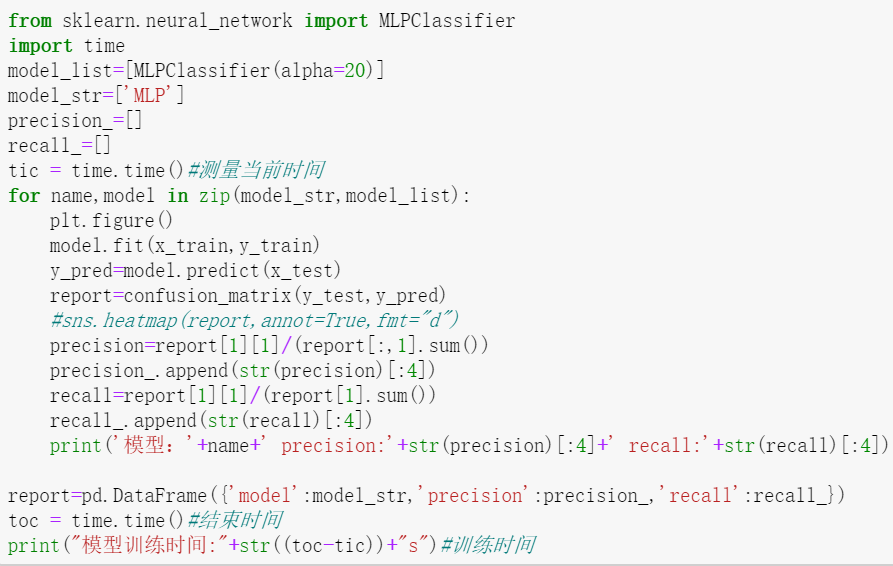 from sklearn.neural_network import MLPClassifier
import time
model_list=[MLPClassifier(alpha=20)]
model_str=['MLP']
precision_=[]
recall_=[]
tic = time.time()#测量当前时间
for name,model in zip(model_str,model_list):
    plt.figure()
    model.fit(x_train,y_train)
    y_pred=model.predict(x_test)
    report=confusion_matrix(y_test,y_pred)
    #sns.heatmap(report,annot=True,fmt="d")
    precision=report[1][1]/(report[:,1].sum())
    precision_.append(str(precision)[:4])
    recall=report[1][1]/(report[1].sum())
    recall_.append(str(recall)[:4])
    print('模型：'+name+' precision:'+str(precision)[:4]+' recall:'+str(recall)[:4])
report=pd.DataFrame({'model':model_str,'precision':precision_,'recall':recall_})
toc = time.time()#结束时间
print("模型训练时间:"+str((toc-tic))+"s")#训练时间